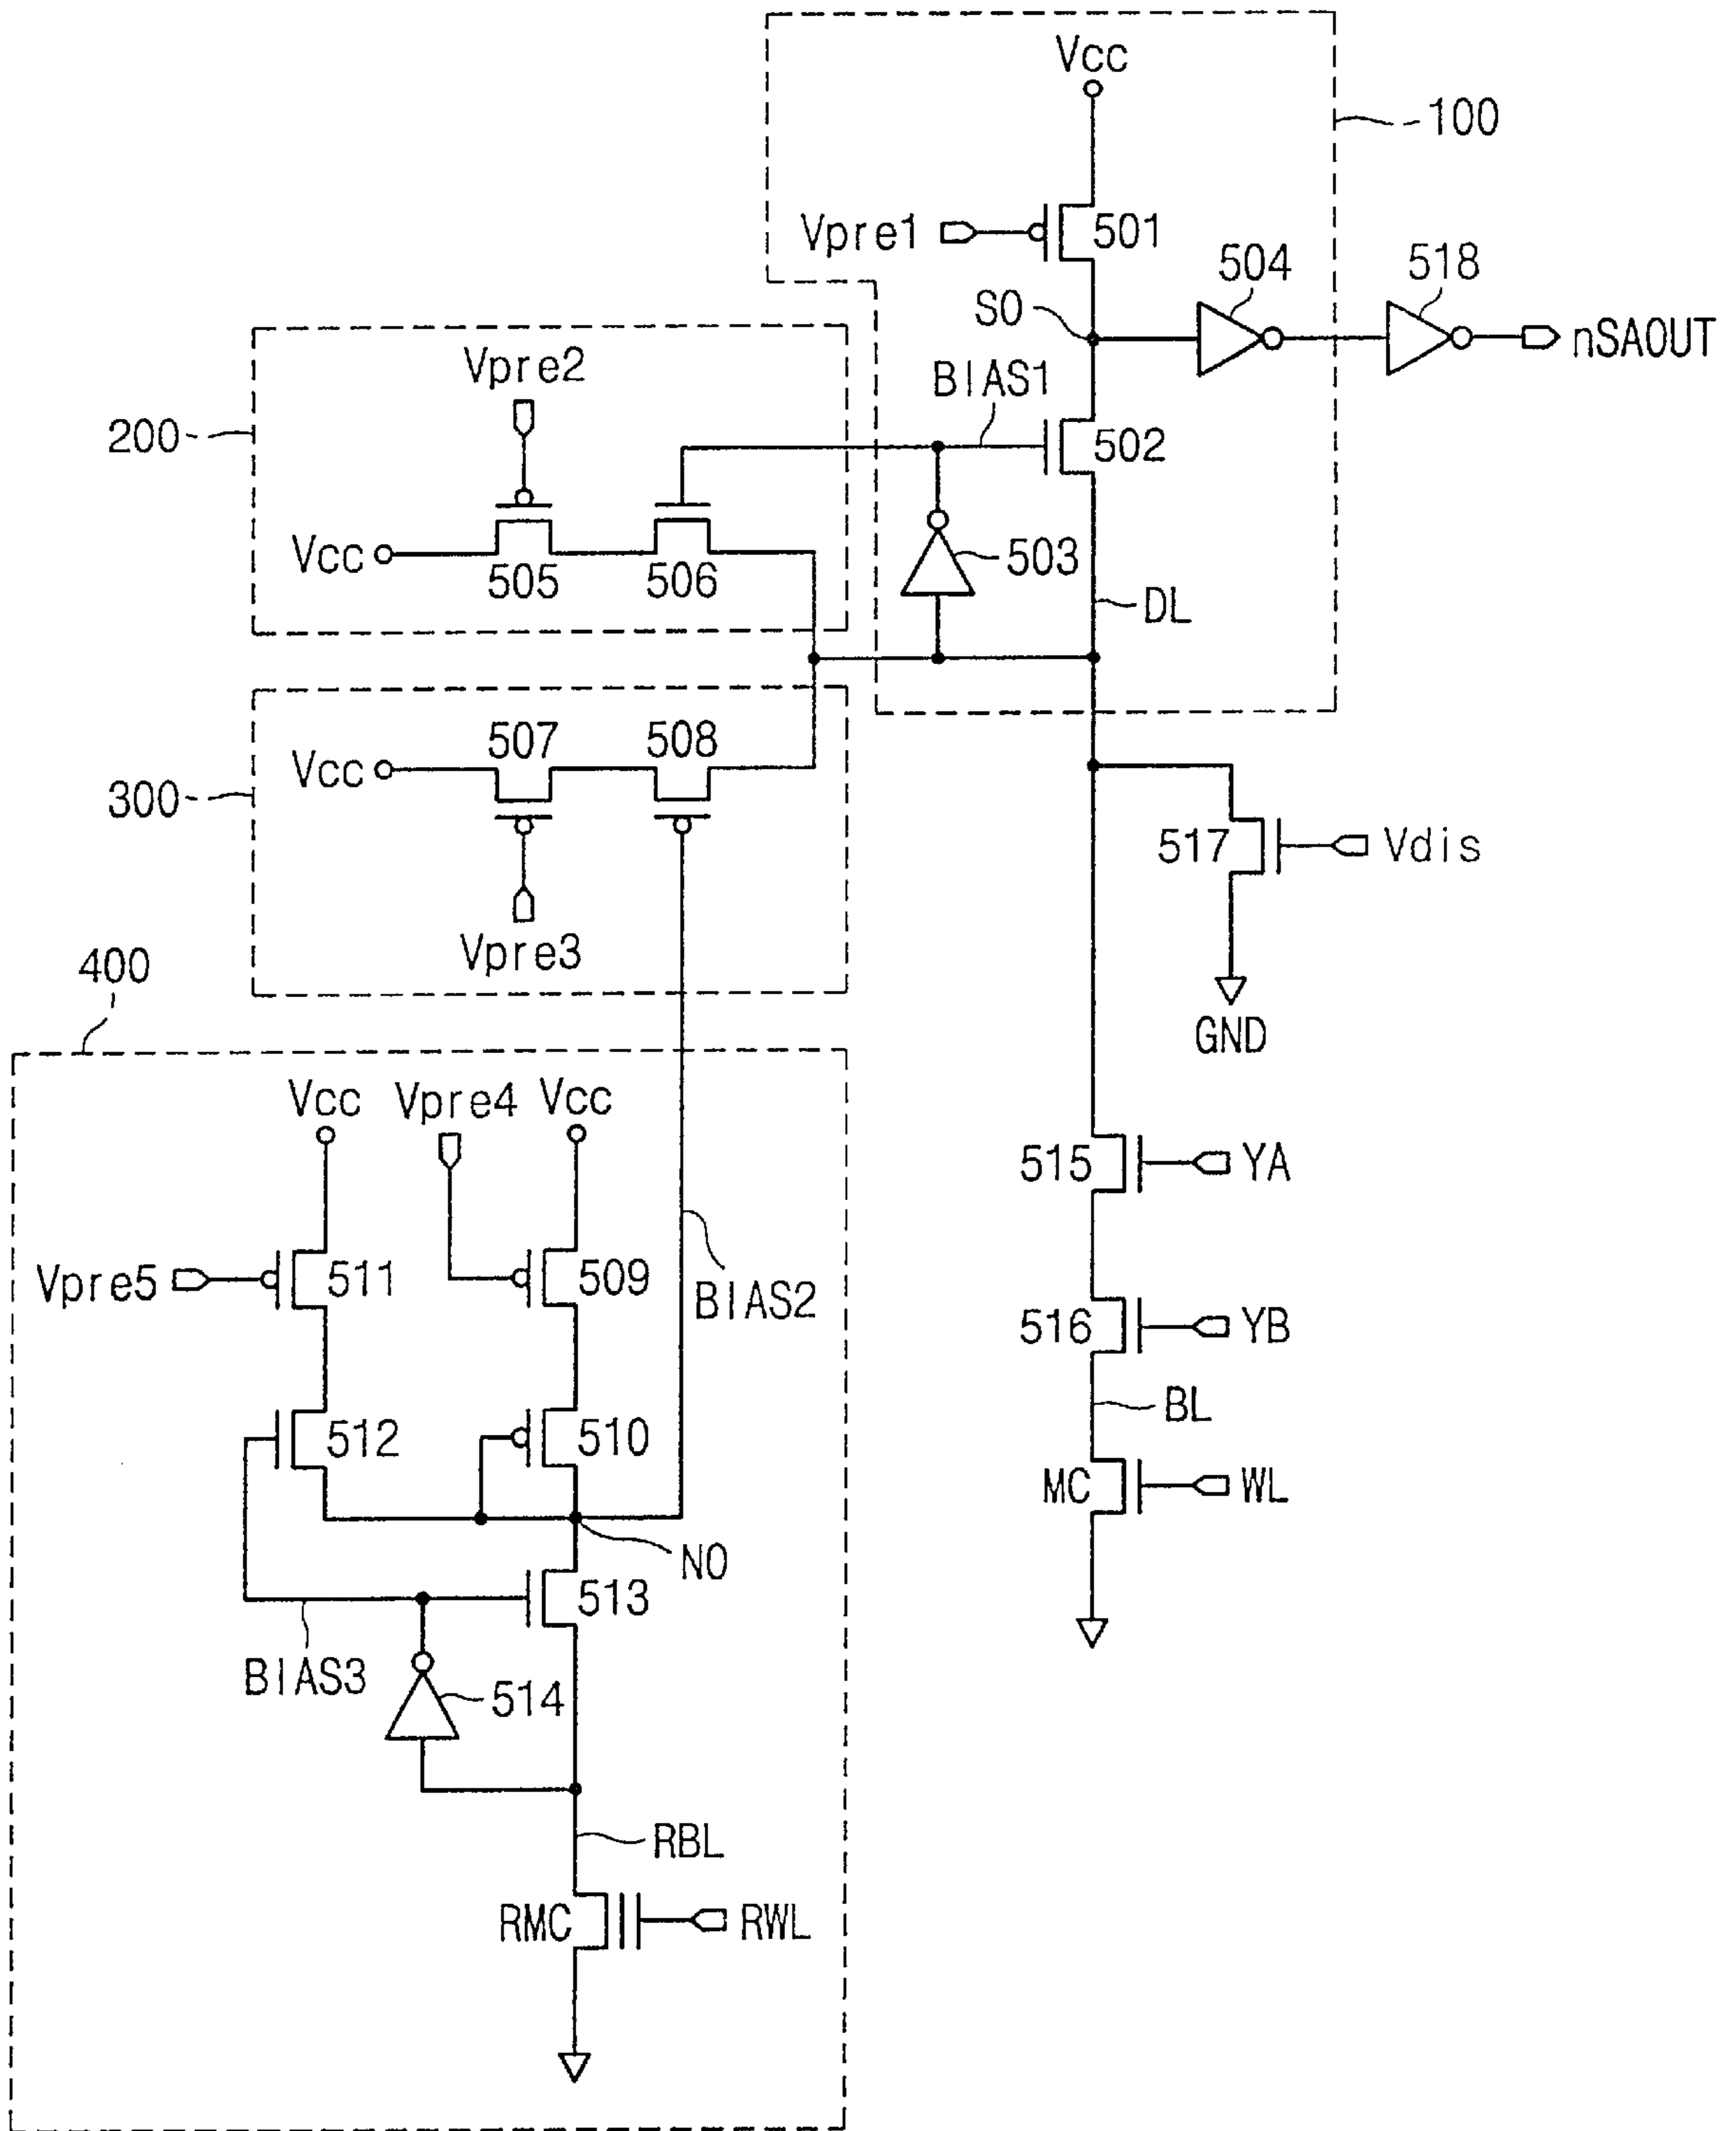 Vcc
100
Vpre1
501
504
518
S0
nSAOUT
Vpre2
BIAS1
200
502
Vcc
505
506
503
DL
507
508
Vcc
300
517
Vdis
Vpre3
400
GND
Vcc
Vpre4
Vcc
515
YA
Vpre5
511
509
BIAS2
516
YB
BL
512
510
MC
WL
N0
513
BIAS3
514
RBL
RMC
RWL